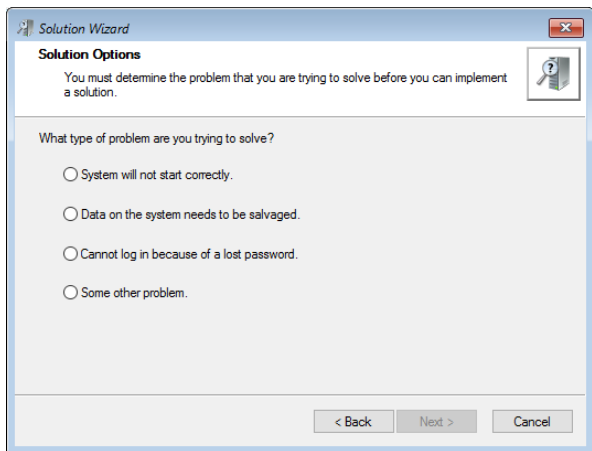 Solution Wizard
Solution Options
You must determine the problem that you are trying to solve before you can implement
a solution.
What type of problem are you trying to solve?
System will not start correctly.
Data on the system needs to be salvaged.
Cannot log in because of a lost password.
Some other problem.
< Back Next > Cancel